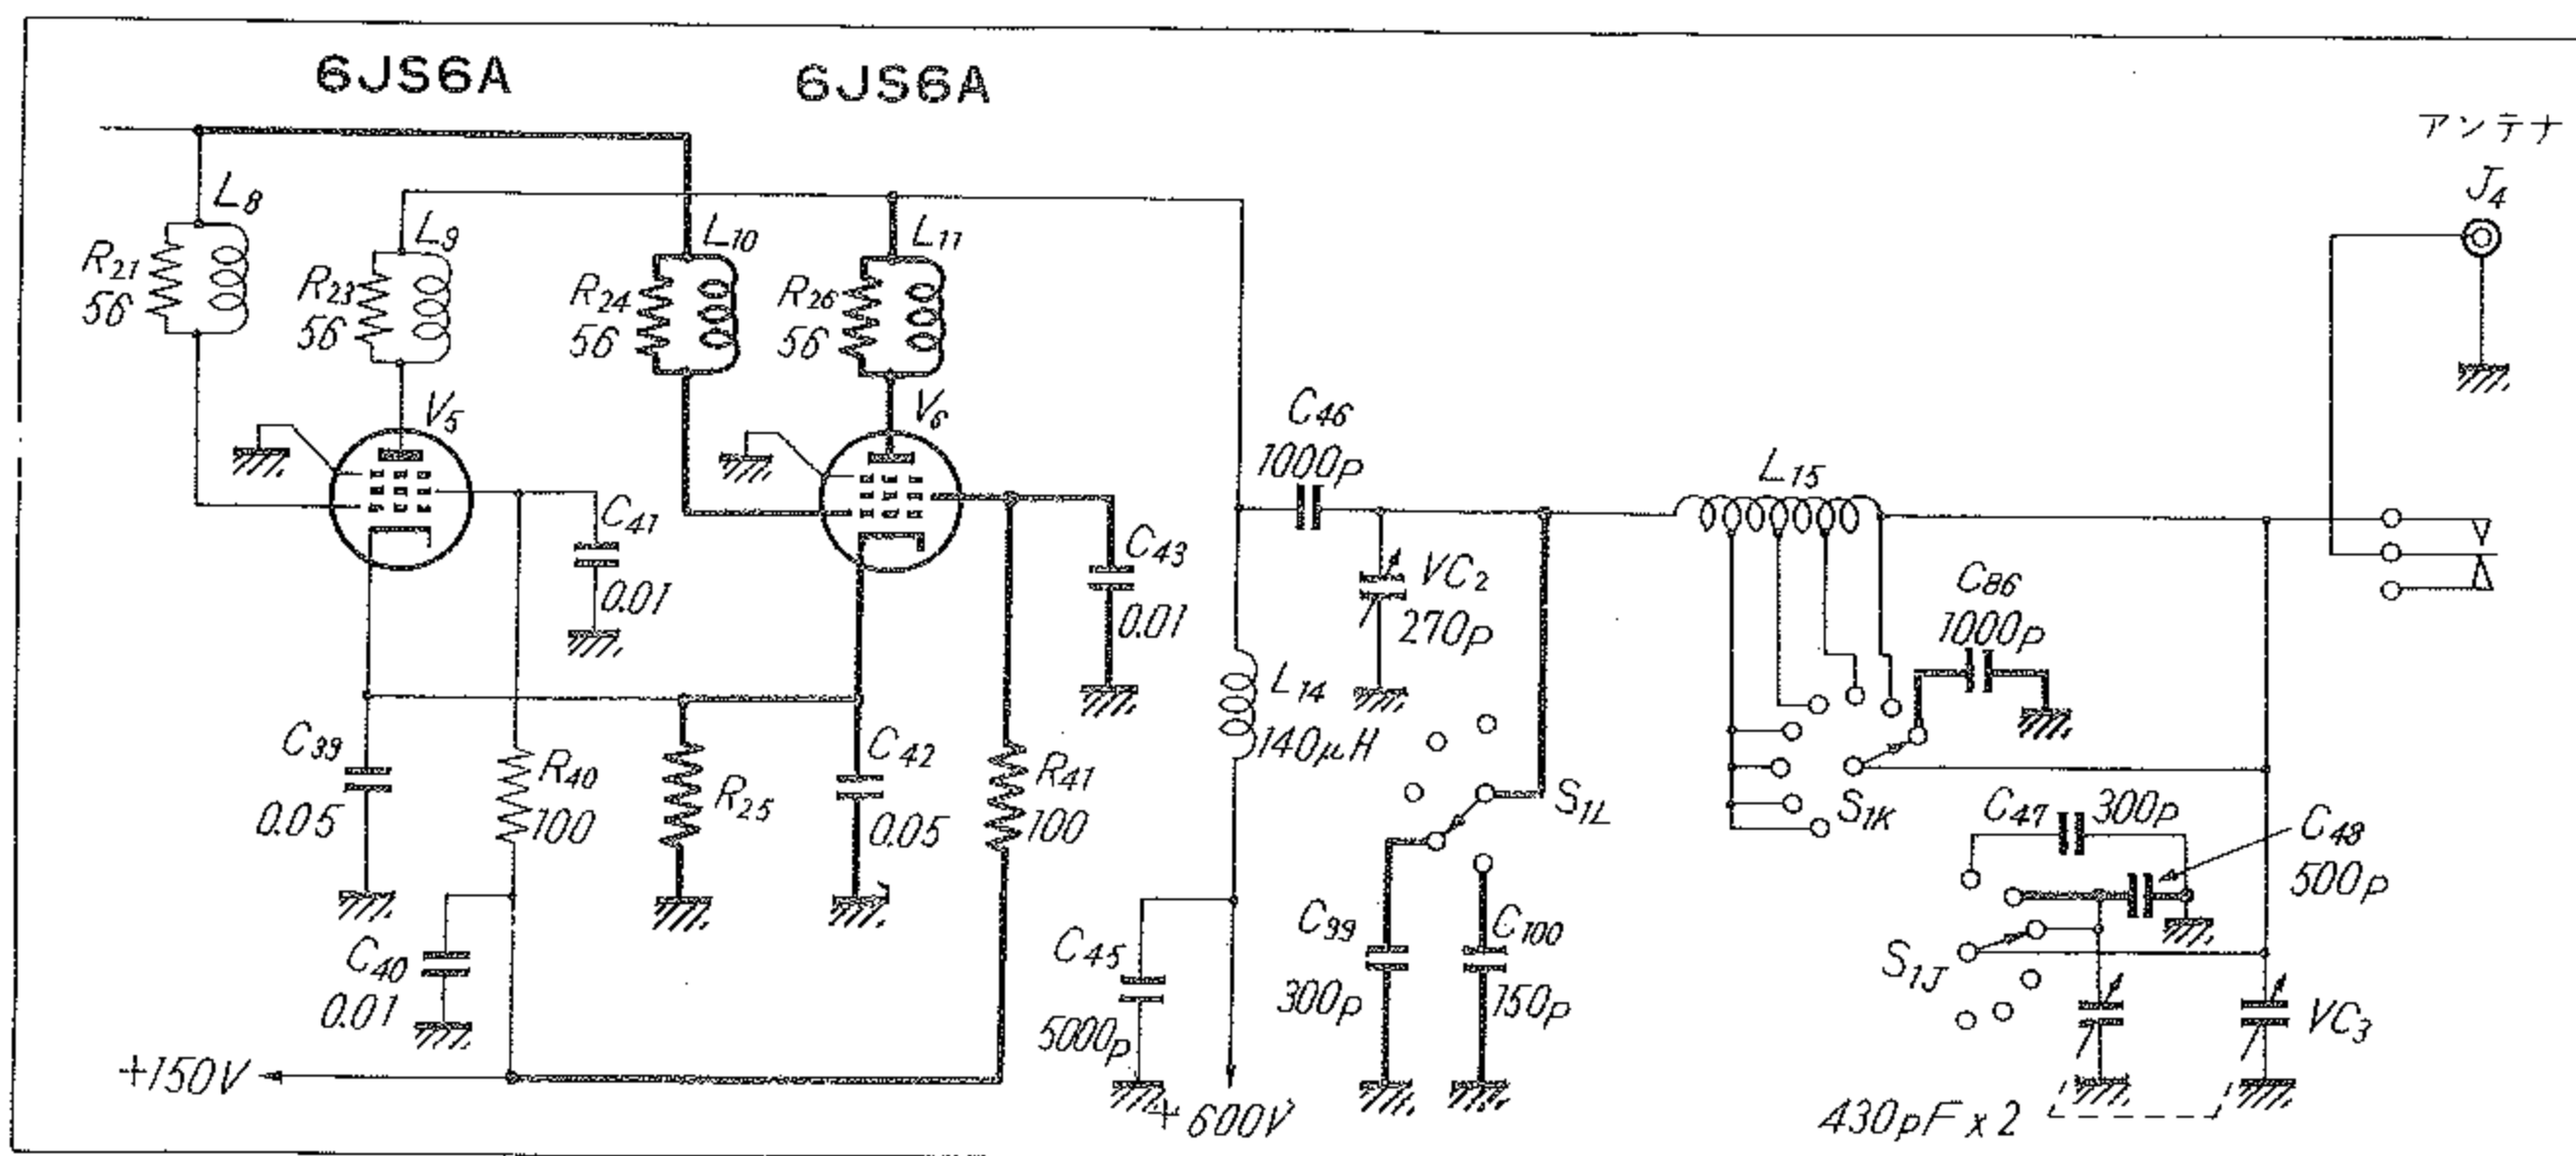 6JS6A
6JS6A
アンテナ
J4
L8
R21
56
L9
R23
56
L10
R24
56
L11
R26
56
V5
V6
C41
0.01
C43
0.01
C46
1000p
VC2
270p
L15
C86
1000p
L14
140μH
C39
0.05
R40
100
R25
C42
0.05
R41
100
S1L
S1K
C47
300p
C48
500p
C40
0.01
C45
5000p
C99
300p
C100
150p
S1J
VC3
+150V
+600V
430pF x 2